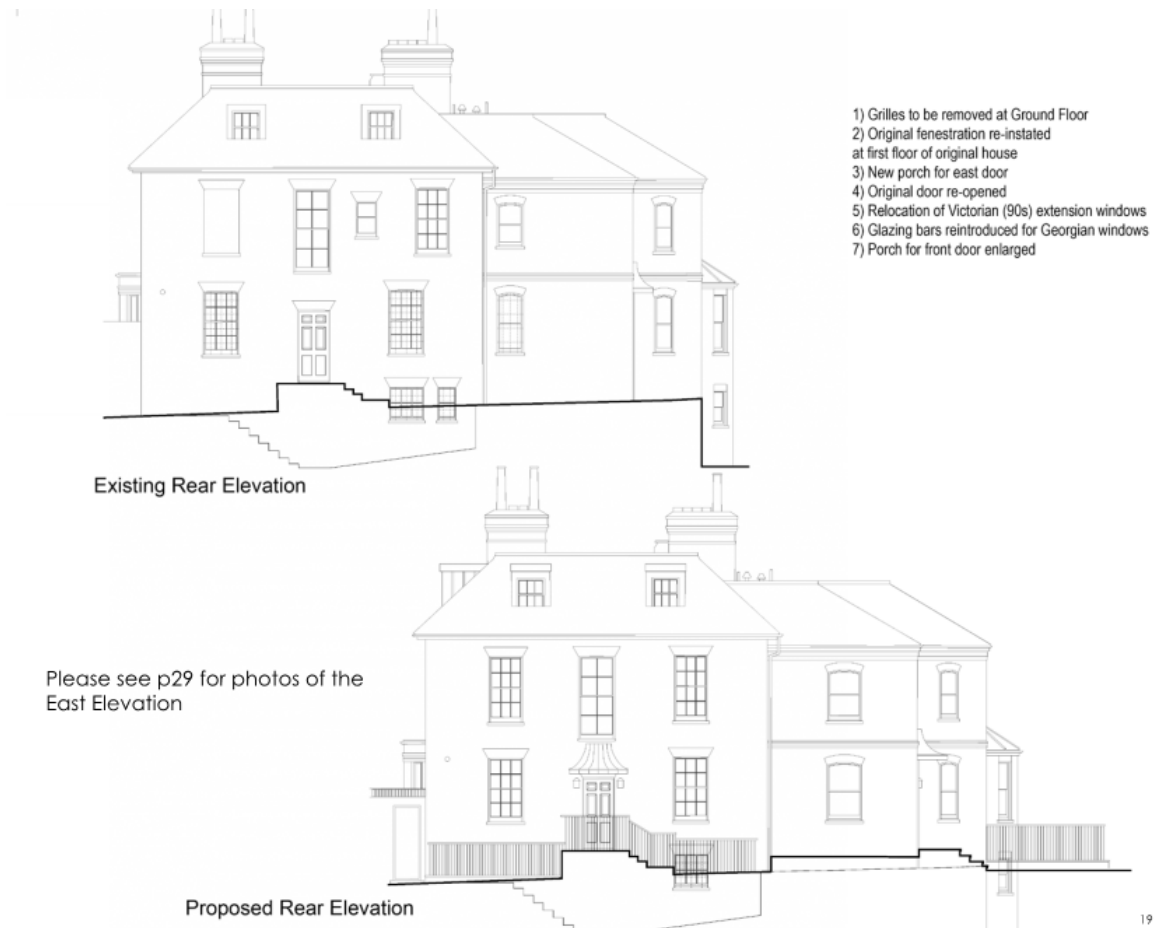 1) Grilles to be removed at Ground Floor
2) Original fenestration re-instated
at first floor of original house
3) New porch for east door
4) Original door re-opened
5) Relocation of Victorian (90s) extension windows
6) Glazing bars reintroduced for Georgian windows
7) Porch for front door enlarged
Existing Rear Elevation
Please see p29 for photos of the
East Elevation
Proposed Rear Elevation
19